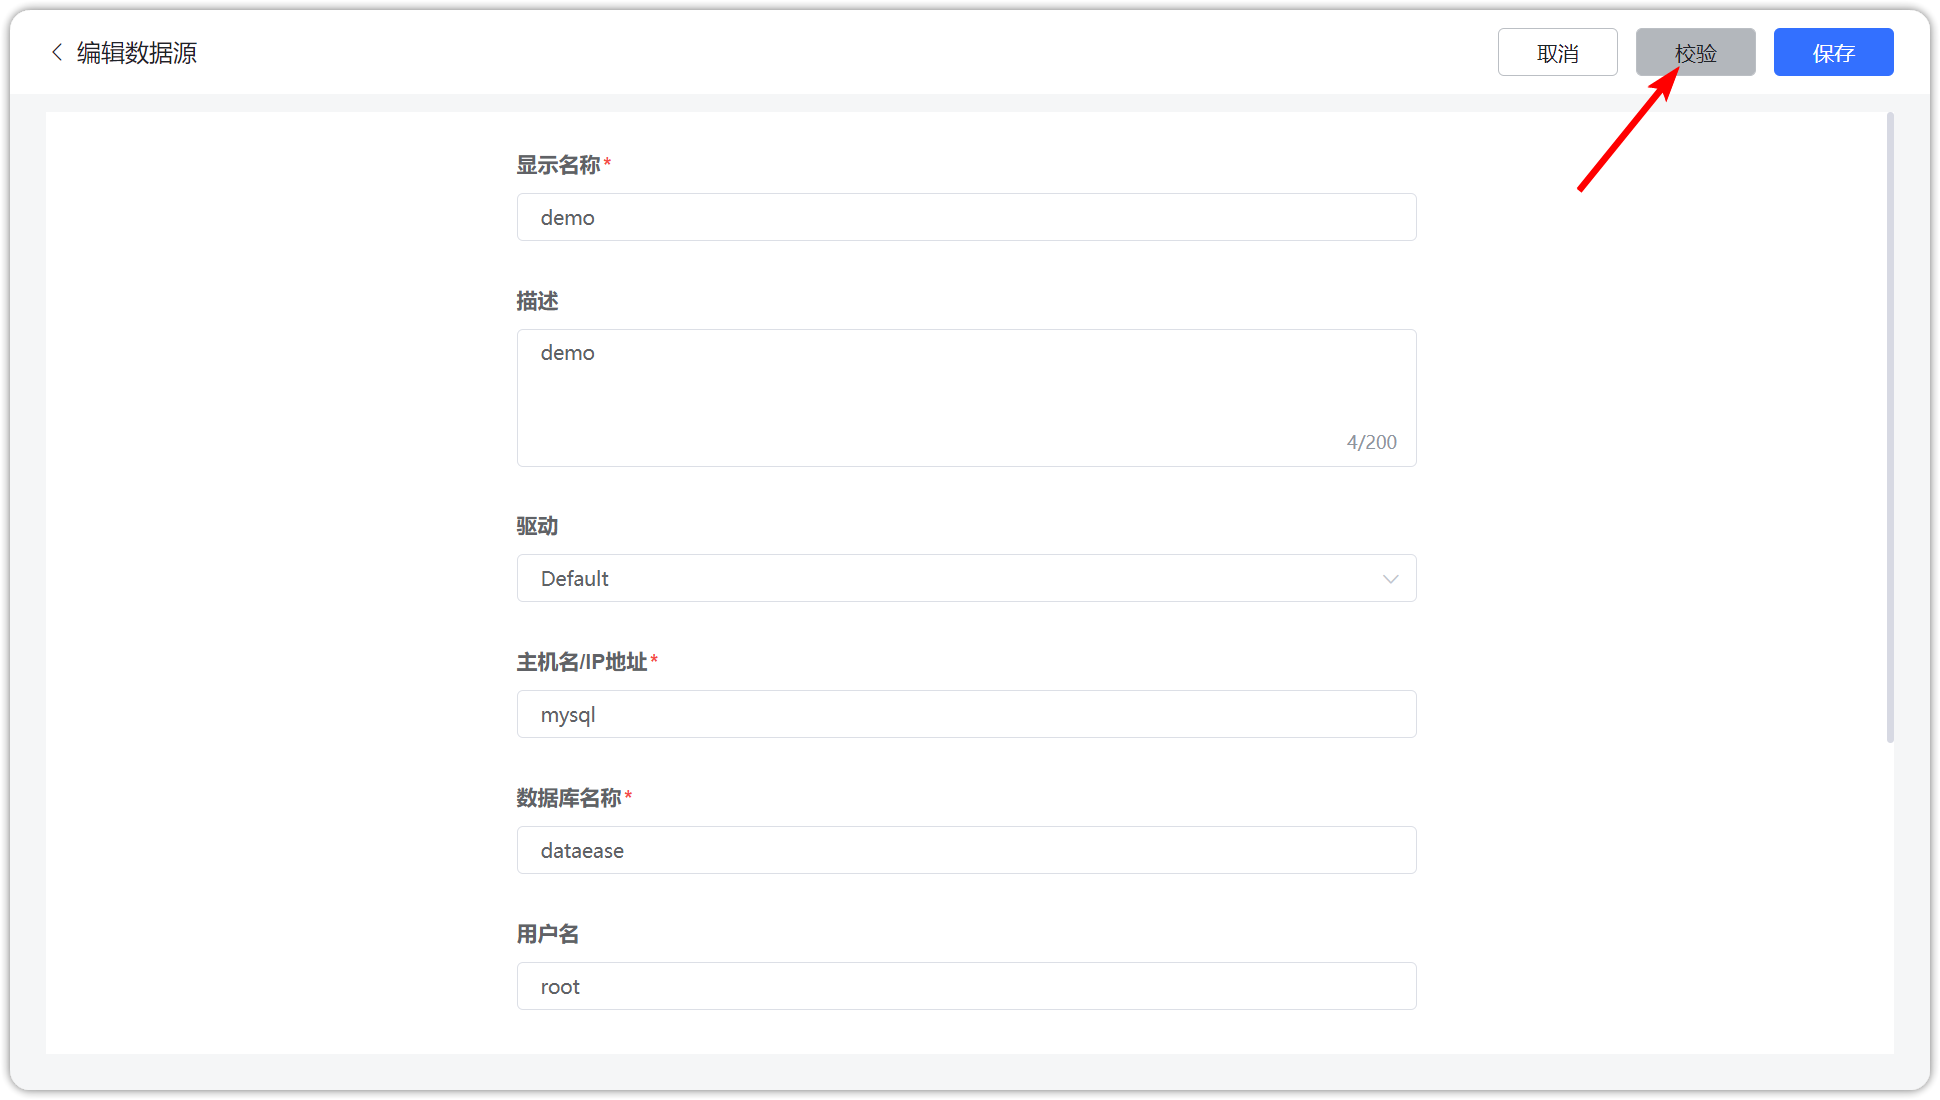 编辑数据源
取消
校验
保存
显示名称*
demo
描述
demo
4/200
驱动
Default
主机名/IP地址*
mysql
数据库名称*
dataease
用户名
root